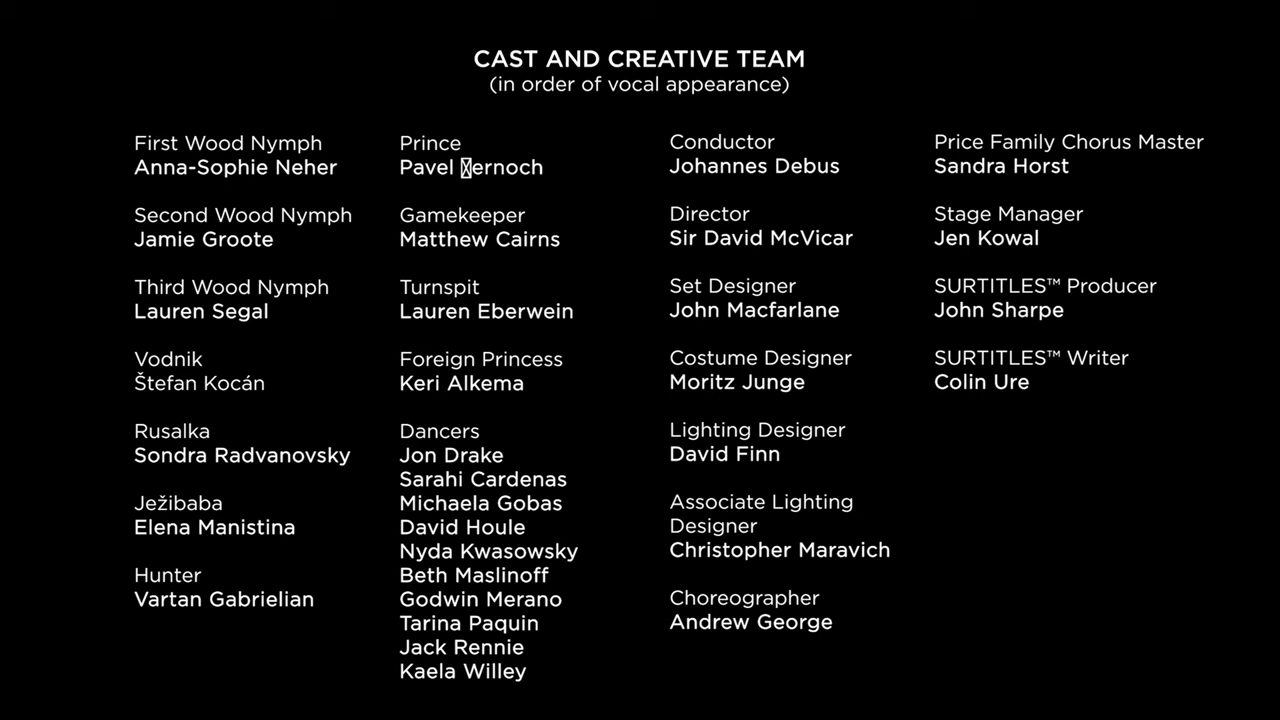 CAST AND CREATIVE TEAM
(in order of vocal appearance)
First Wood Nymph
Anna-Sophie Neher
Second Wood Nymph
Jamie Groote
Third Wood Nymph
Lauren Segal
Vodnik
Štefan Kocán
Rusalka
Sondra Radvanovsky
Ježibaba
Elena Manistina
Hunter
Vartan Gabrielian
Prince
Pavel
Gamekeeper
Matthew Cairns
Turnspit
Lauren Eberwein
Foreign Princess
Keri Alkema
Dancers
Jon Drake
Sarahi Cardenas
Michaela Gobas
David Houle
Nyda Kwasowsky
Beth Maslinoff
Godwin Merano
Tarina Paquin
Jack Rennie
Kaela Willey
Conductor
Johannes Debus
Director
Sir David McVicar
Set Designer
John Macfarlane
Costume Designer
Moritz Junge
Lighting Designer
David Finn
Associate Lighting
Designer
Christopher Maravich
Choreographer
Andrew George
Price Family Chorus Master
Sandra Horst
Stage Manager
Jen Kowal
SURTITLES™ Producer
John Sharpe
SURTITLES™ Writer
Colin Ure